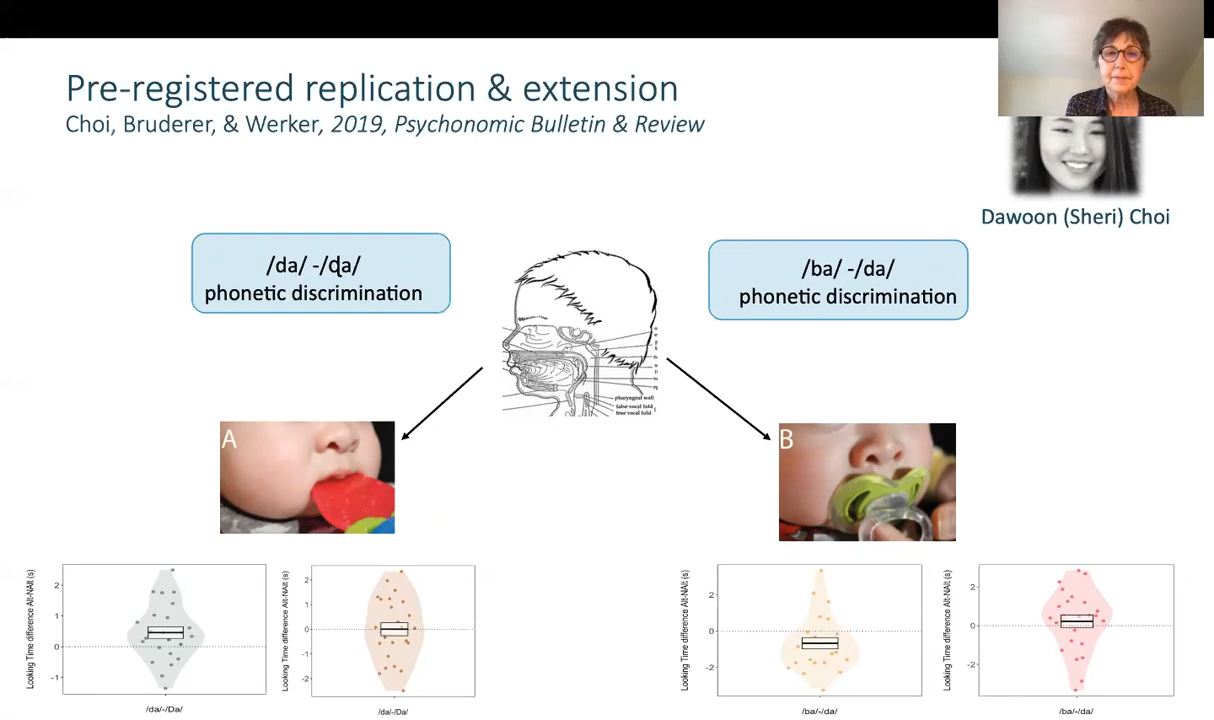 Pre-registered replication & extension
Choi, Bruderer, & Werker, 2019, Psychonomic Bulletin & Review
Dawoon (Sheri) Choi
/da/ -/ɖa/
phonetic discrimination
/ba/ -/da/
phonetic discrimination
pharyngeal wall
false vocal fold
true vocal fold
A
B
Looking Time difference Alt-NAlt (s)
2
1
0
-1
/da/-/Da/
Looking Time difference Alt-NAlt (s)
2
1
0
-1
-2
/da/-/Da/
Looking Time difference Alt-NAlt (s)
2
0
-2
/ba/-/da/
Looking Time difference Alt-NAlt (s)
2
0
-2
/ba/-/da/